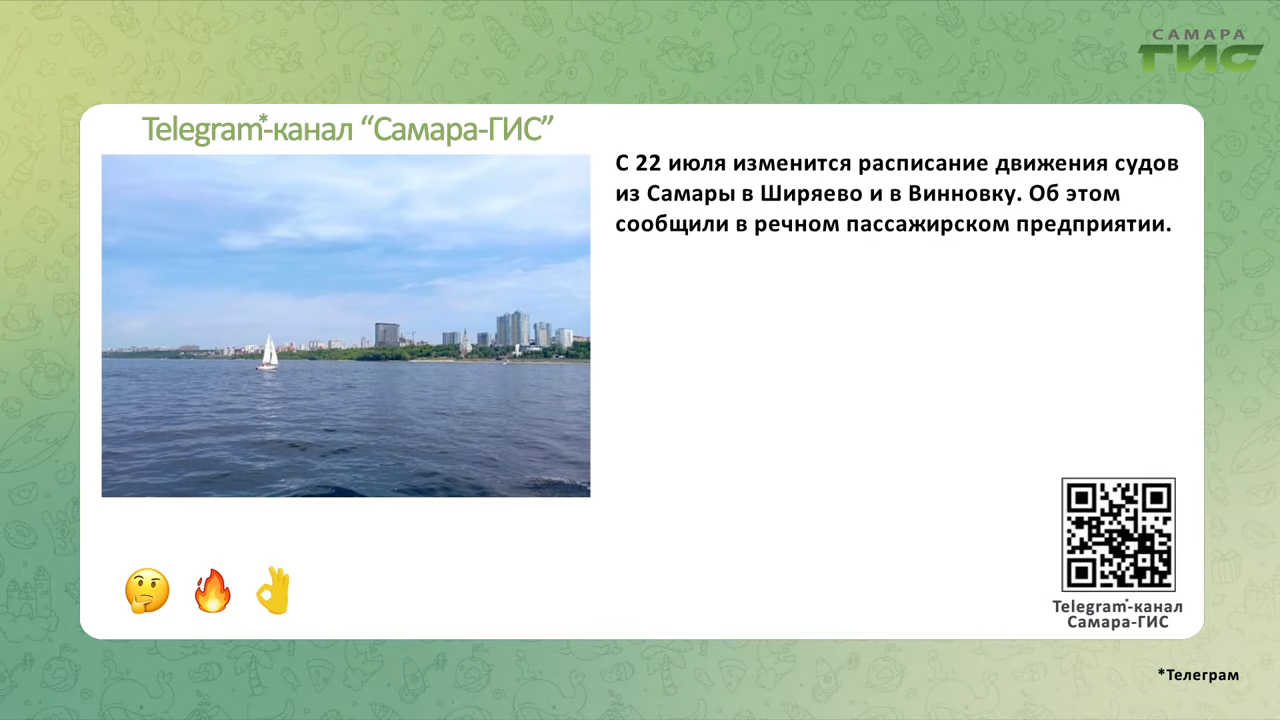 САМАРА
ГИС
Telegram*-канал “Самара-ГИС”
С 22 июля изменится расписание движения судов
из Самары в Ширяево и в Винновку. Об этом
сообщили в речном пассажирском предприятии.
Telegram*-канал
Самара-ГИС
*Телеграм